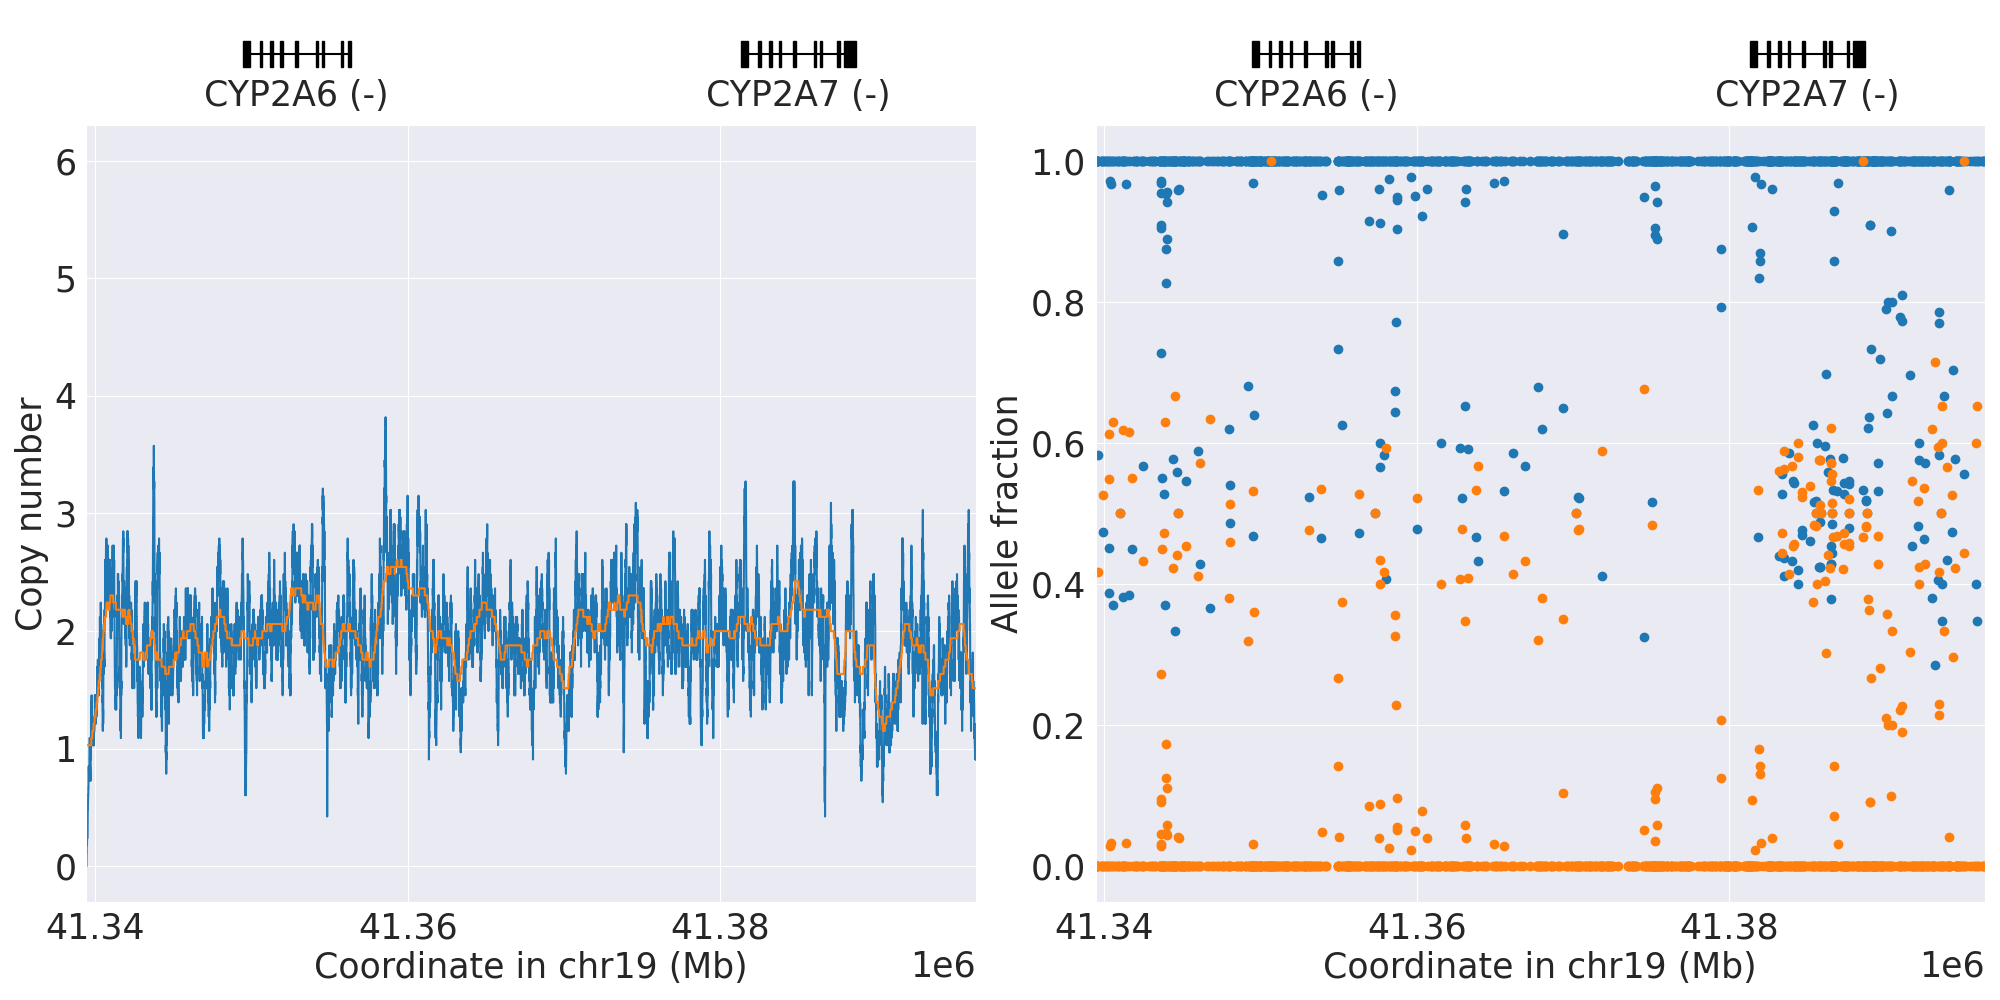 CYP2A6 (-)
CYP2A7 (-)
6
5
4
3
2
1
0
Copy number
41.34
41.36
41.38
Coordinate in chr19 (Mb)
1e6
CYP2A6 (-)
CYP2A7 (-)
1.0
0.8
0.6
0.4
0.2
0.0
Allele fraction
41.34
41.36
41.38
Coordinate in chr19 (Mb)
1e6